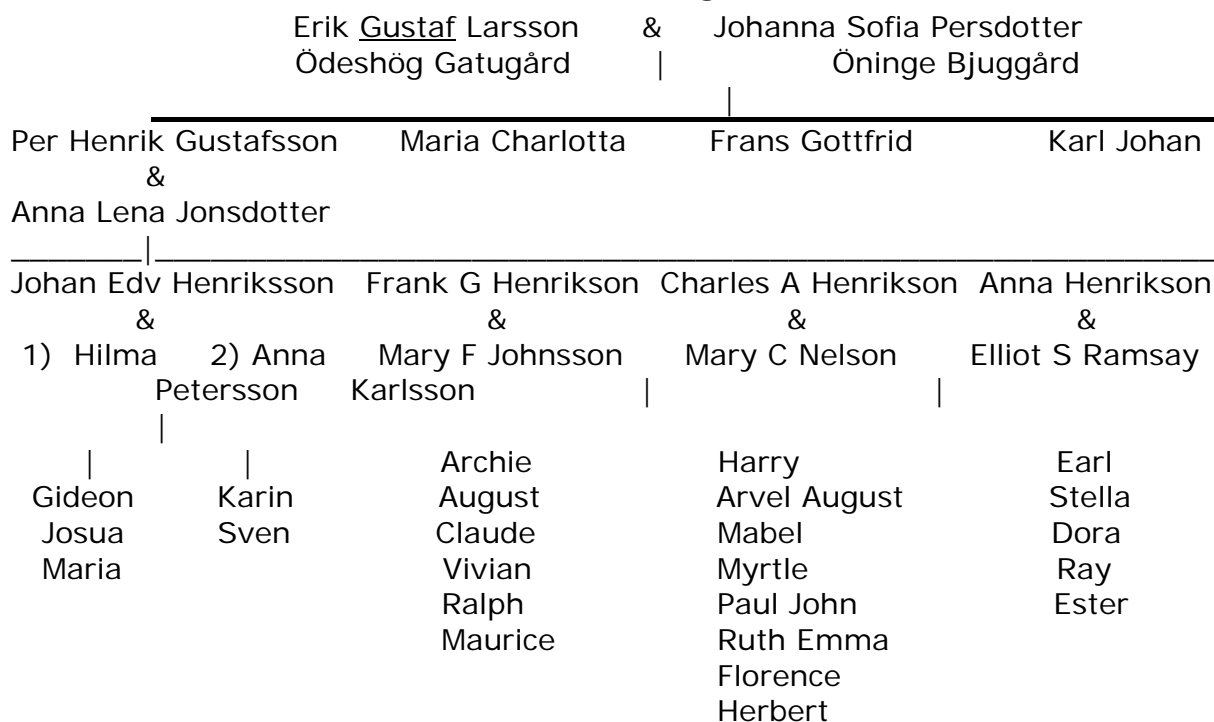 Erik Gustaf Larsson & Johanna Sofia Persdotter
Ödeshög Gatugård | Öninge Bjuggård
|
Per Henrik Gustafsson Maria Charlotta Frans Gottfrid Karl Johan
&
Anna Lena Jonsdotter
|
Johan Edv Henriksson Frank G Henrikson Charles A Henrikson Anna Henrikson
& & & &
1) Hilma 2) Anna Mary F Johnsson Mary C Nelson Elliot S Ramsay
Petersson Karlsson | |
|
| | Archie Harry Earl
Gideon Karin August Arvel August Stella
Josua Sven Claude Mabel Dora
Maria Vivian Myrtle Ray
Ralph Paul John Ester
Maurice Ruth Emma
Florence
Herbert